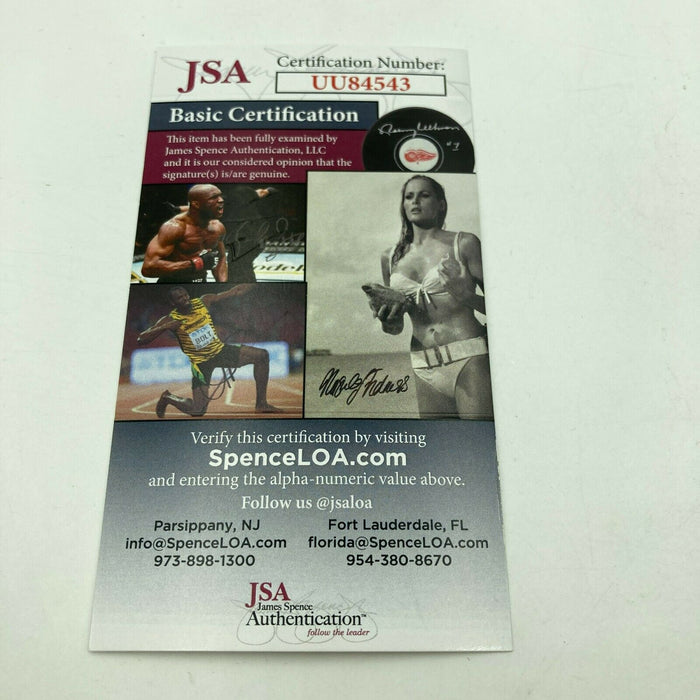 JSA
Certification Number:
UU84543
Basic Certification
This item has been fully examined by
James Spence Authentication, LLC
and it is our considered opinion that the
signature(s) is/are genuine.
#7
BOLT
Verify this certification by visiting
SpenceLOA.com
and entering the alpha-numeric value above.
Follow us @jsaloa
Parsippany, NJ
info@SpenceLOA.com
973-898-1300
Fort Lauderdale, FL
florida@SpenceLOA.com
954-380-8670
JSA
James Spence
Authentication™
follow the leader